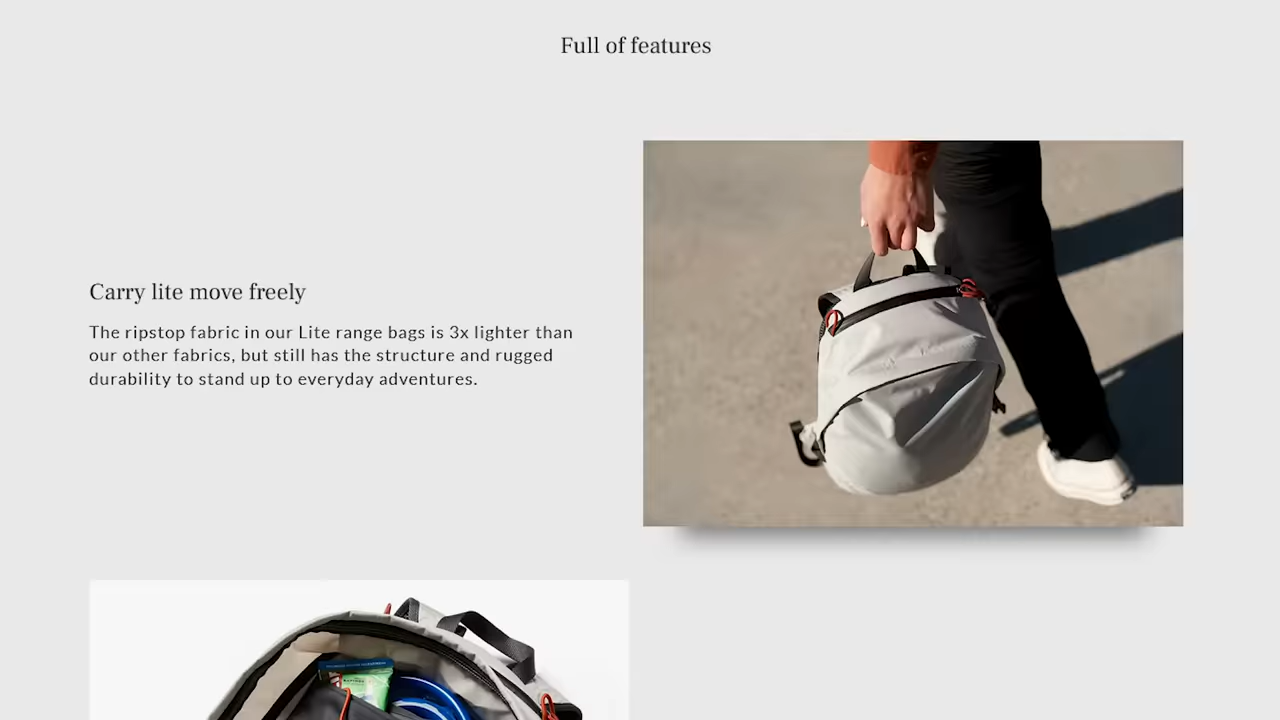 Full of features
Carry lite move freely
The ripstop fabric in our Lite range bags is 3x lighter than
our other fabrics, but still has the structure and rugged
durability to stand up to everyday adventures.